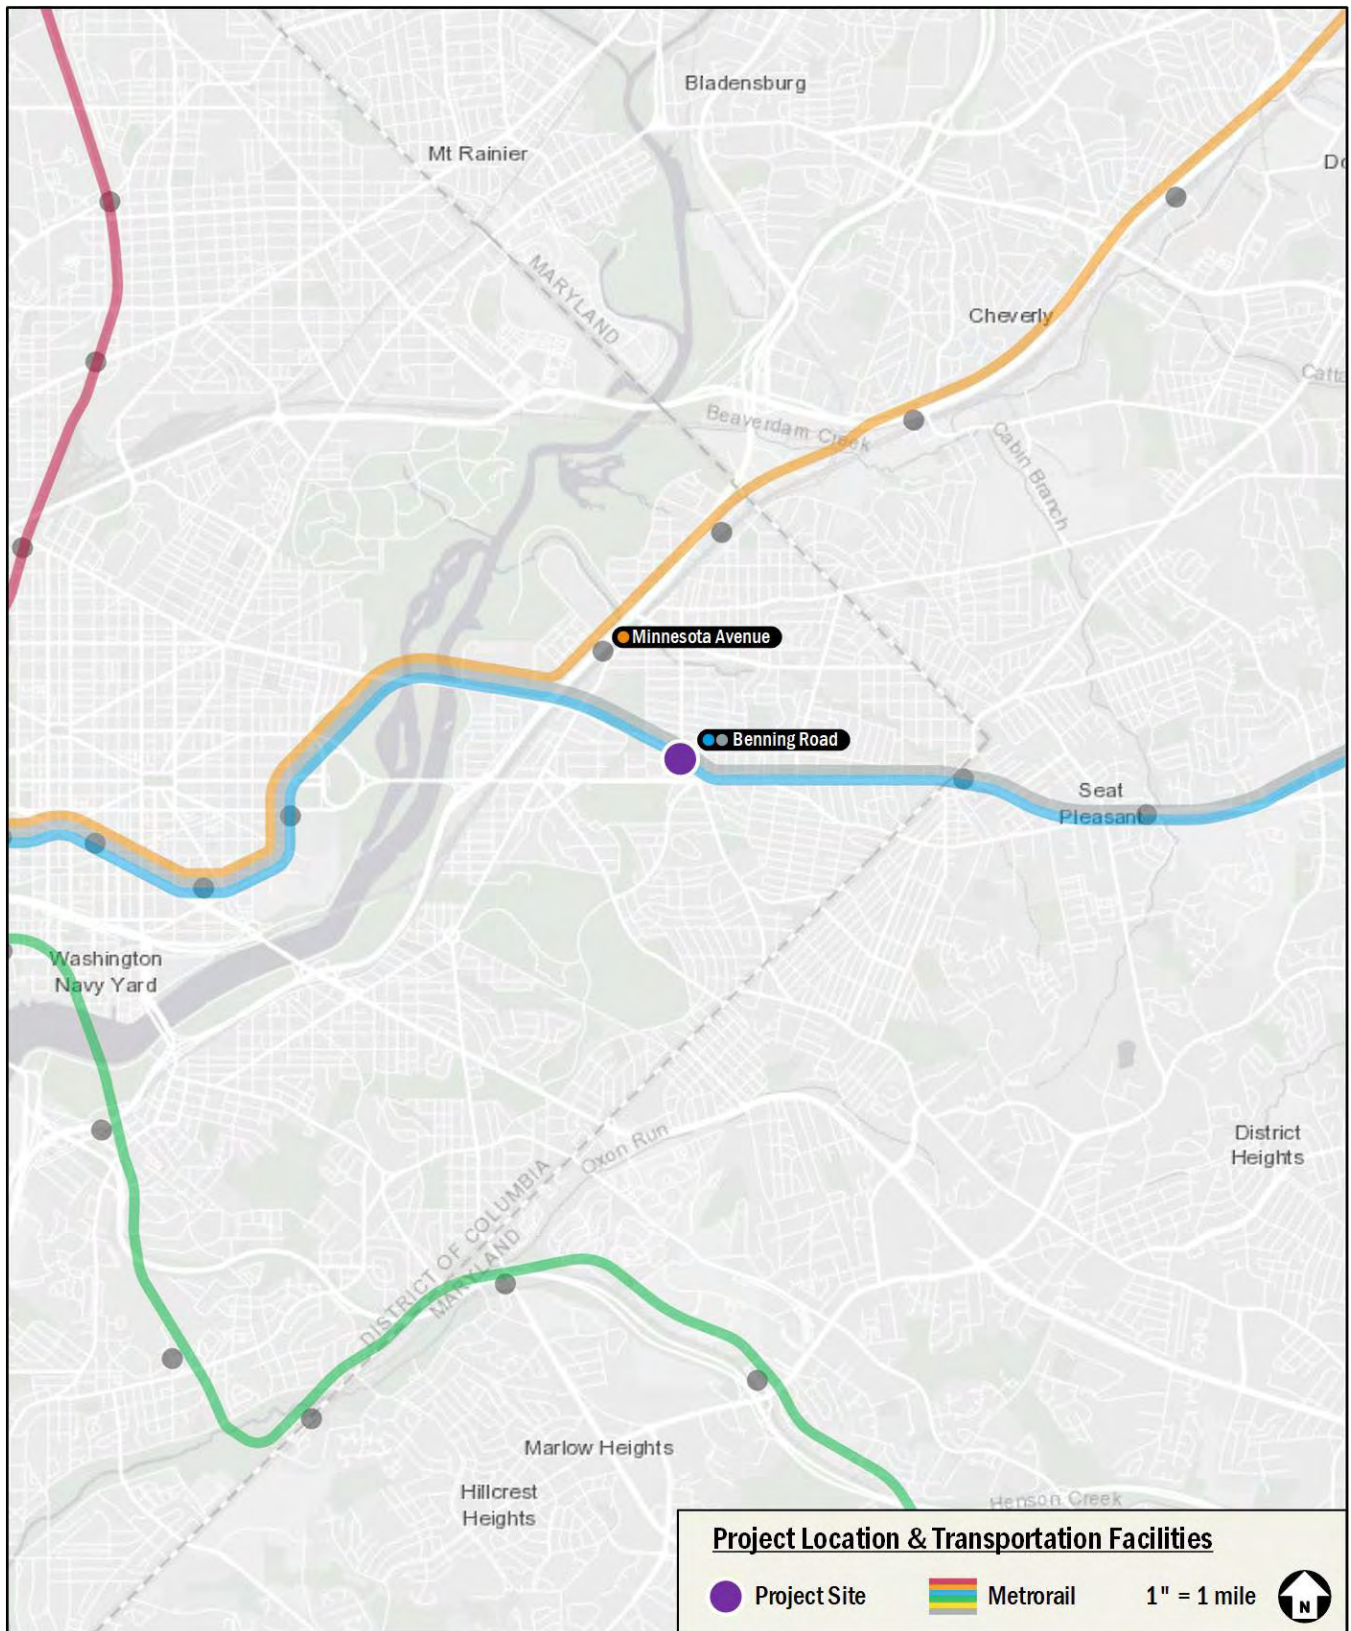 Bladensburg
Mt Rainier
Do
MARYLAND
Cheverly
Catta
Beaverdam Creek
Cabin Branch
Minnesota Avenue
Benning Road
Seat
Pleasant
Washington
Navy Yard
District
Heights
Oxon Run
DISTRICT OF COLUMBIA
MARYLAND
Marlow Heights
Hillcrest
Heights
Henson Creek
Project Location & Transportation Facilities
Project Site
Metrorail
1" = 1 mile
N